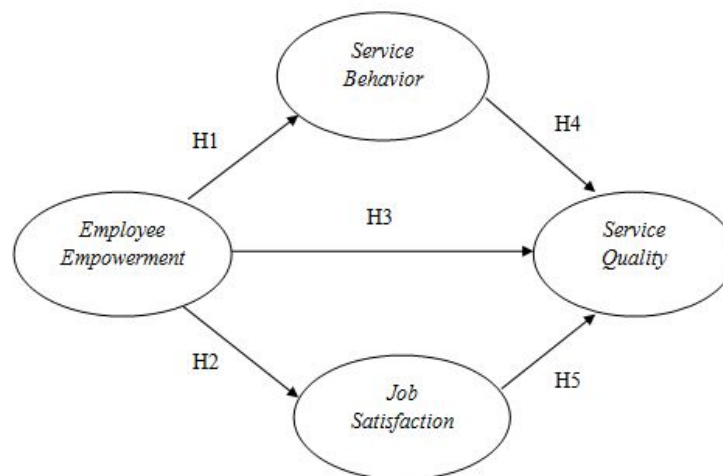 Service
Behavior
H1
H4
Employee
Empowerment
H3
Service
Quality
H2
H5
Job
Satisfaction